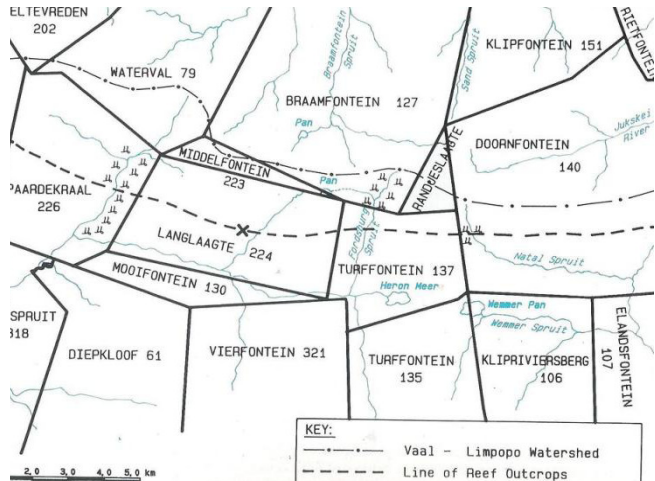 ELTEVREDEN
202
WATERVAL 79
Braamfontein
Spruit
BRAAMFONTEIN 127
Pan
Sand Spruit
KLIPFONTEIN 151
RIETFONTEIN
Jukskei
River
DOORNFONTEIN
140
RANDJESLAAGTE
MIDDELFONTEIN
223
Pan
PAARDEKRAAL
226
LANGLAAGTE 224
Fordsburg
Spruit
Natal Spruit
MOOIFONTEIN 130
TURFFONTEIN 137
Heron Meer
Wemmer Pan
Wemmer Spruit
SPRUIT
318
DIEPKLOOF 61
VIERFONTEIN 321
TURFFONTEIN
135
KLIPRIVIERSBERG
106
ELANDSFONTEIN
107
KEY:
Vaal - Limpopo Watershed
Line of Reef Outcrops
2,0 3,0 4,0 5,0 km